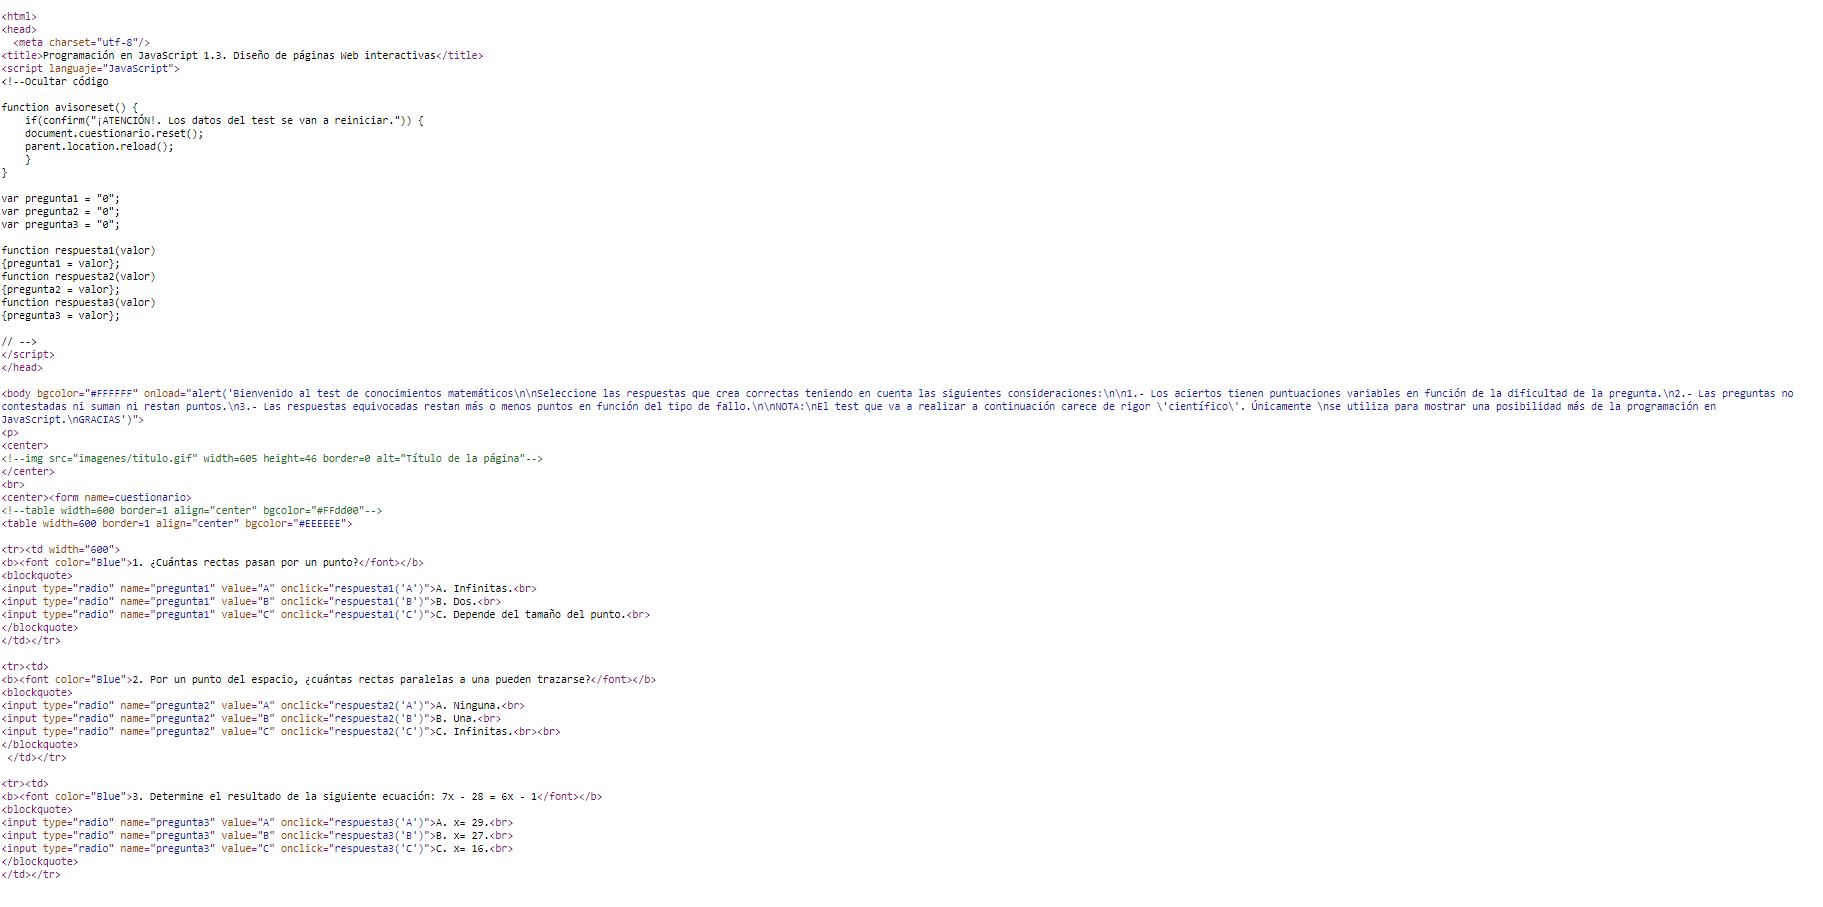 <html>
<head>
  <meta charset="utf-8"/>
<title>Programación en JavaScript 1.3. Diseño de páginas Web interactivas</title>
<script languaje="JavaScript">
<!--Ocultar código
function avisoreset() {
    if(confirm("¡ATENCIÓN!. Los datos del test se van a reiniciar.")) {
    document.cuestionario.reset();
    parent.location.reload();
    }
}
var pregunta1 = "0";
var pregunta2 = "0";
var pregunta3 = "0";
function respuesta1(valor)
{pregunta1 = valor};
function respuesta2(valor)
{pregunta2 = valor};
function respuesta3(valor)
{pregunta3 = valor};
// -->
</script>
</head>
<body bgcolor="#FFFFFF" onload="alert('Bienvenido al test de conocimientos matemáticos\n\nSeleccione las respuestas que crea correctas teniendo en cuenta las siguientes consideraciones:\n\n1.- Los aciertos tienen puntuaciones variables en función de la dificultad de la pregunta.\n2.- Las preguntas no
contestadas ni suman ni restan puntos.\n3.- Las respuestas equivocadas restan más o menos puntos en función del tipo de fallo.\n\nNOTA:\nEl test que va a realizar a continuación carece de rigor \'científico\'. Únicamente \nse utiliza para mostrar una posibilidad más de la programación en
JavaScript.\nGRACIAS')">
<p>
<center>
<!--img src="imagenes/titulo.gif" width=605 height=46 border=0 alt="Título de la página"-->
</center>
<br>
<center><form name=cuestionario>
<!--table width=600 border=1 align="center" bgcolor="#FFdd00"-->
<table width=600 border=1 align="center" bgcolor="#EEEEEE">
<tr><td width="600">
<b><font color="Blue">1. ¿Cuántas rectas pasan por un punto?</font></b>
<blockquote>
<input type="radio" name="pregunta1" value="A" onclick="respuesta1('A')">A. Infinitas.<br>
<input type="radio" name="pregunta1" value="B" onclick="respuesta1('B')">B. Dos.<br>
<input type="radio" name="pregunta1" value="C" onclick="respuesta1('C')">C. Depende del tamaño del punto.<br>
</blockquote>
</td></tr>
<tr><td>
<b><font color="Blue">2. Por un punto del espacio, ¿cuántas rectas paralelas a una pueden trazarse?</font></b>
<blockquote>
<input type="radio" name="pregunta2" value="A" onclick="respuesta2('A')">A. Ninguna.<br>
<input type="radio" name="pregunta2" value="B" onclick="respuesta2('B')">B. Una.<br>
<input type="radio" name="pregunta2" value="C" onclick="respuesta2('C')">C. Infinitas.<br><br>
</blockquote>
 </td></tr>
<tr><td>
<b><font color="Blue">3. Determine el resultado de la siguiente ecuación: 7x - 28 = 6x - 1</font></b>
<blockquote>
<input type="radio" name="pregunta3" value="A" onclick="respuesta3('A')">A. x= 29.<br>
<input type="radio" name="pregunta3" value="B" onclick="respuesta3('B')">B. x= 27.<br>
<input type="radio" name="pregunta3" value="C" onclick="respuesta3('C')">C. x= 16.<br>
</blockquote>
</td></tr>